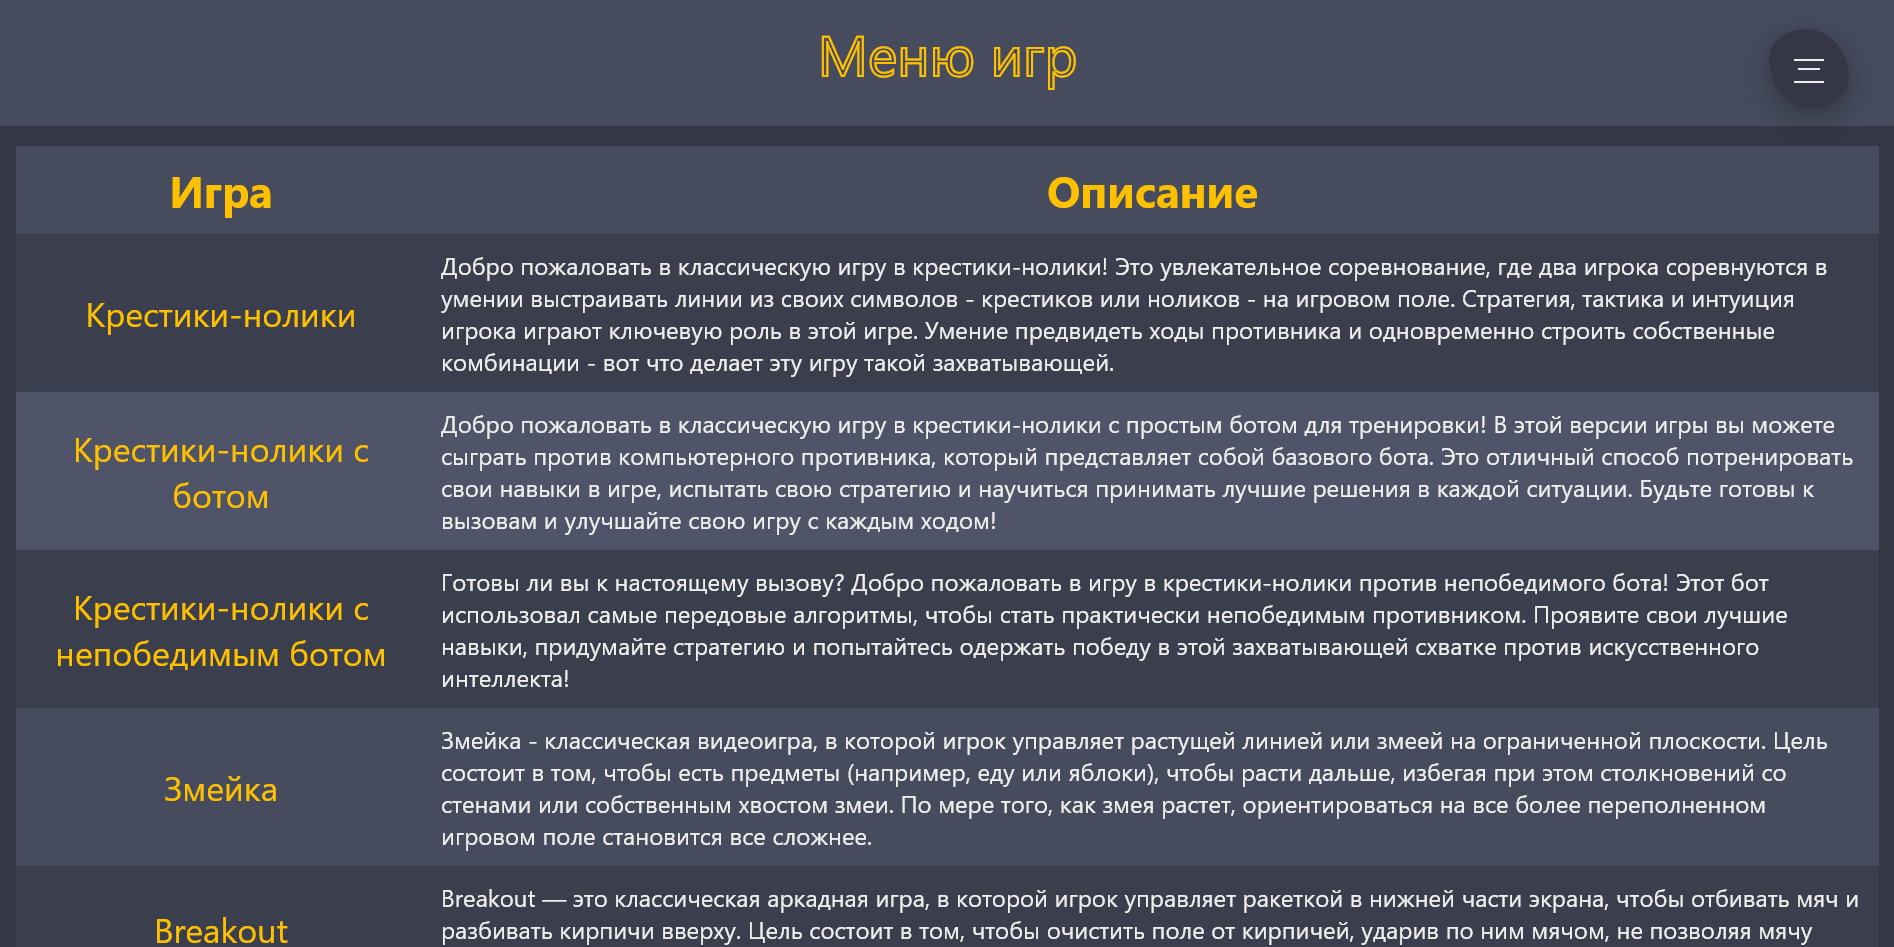 Меню игр
Игра
Описание
Крестики-нолики
Добро пожаловать в классическую игру в крестики-нолики! Это увлекательное соревнование, где два игрока соревнуются в
умении выстраивать линии из своих символов - крестиков или ноликов - на игровом поле. Стратегия, тактика и интуиция
игрока играют ключевую роль в этой игре. Умение предвидеть ходы противника и одновременно строить собственные
комбинации - вот что делает эту игру такой захватывающей.
Крестики-нолики с
ботом
Добро пожаловать в классическую игру в крестики-нолики с простым ботом для тренировки! В этой версии игры вы можете
сыграть против компьютерного противника, который представляет собой базового бота. Это отличный способ потренировать
свои навыки в игре, испытать свою стратегию и научиться принимать лучшие решения в каждой ситуации. Будьте готовы к
вызовам и улучшайте свою игру с каждым ходом!
Крестики-нолики с
непобедимым ботом
Готовы ли вы к настоящему вызову? Добро пожаловать в игру в крестики-нолики против непобедимого бота! Этот бот
использовал самые передовые алгоритмы, чтобы стать практически непобедимым противником. Проявите свои лучшие
навыки, придумайте стратегию и попытайтесь одержать победу в этой захватывающей схватке против искусственного
интеллекта!
Змейка
Змейка - классическая видеоигра, в которой игрок управляет растущей линией или змеей на ограниченной плоскости. Цель
состоит в том, чтобы есть предметы (например, еду или яблоки), чтобы расти дальше, избегая при этом столкновений со
стенами или собственным хвостом змеи. По мере того, как змея растет, ориентироваться на все более переполненном
игровом поле становится все сложнее.
Breakout
Breakout — это классическая аркадная игра, в которой игрок управляет ракеткой в нижней части экрана, чтобы отбивать мяч и
разбивать кирпичи вверху. Цель состоит в том, чтобы очистить поле от кирпичей, ударив по ним мячом, не позволяя мячу